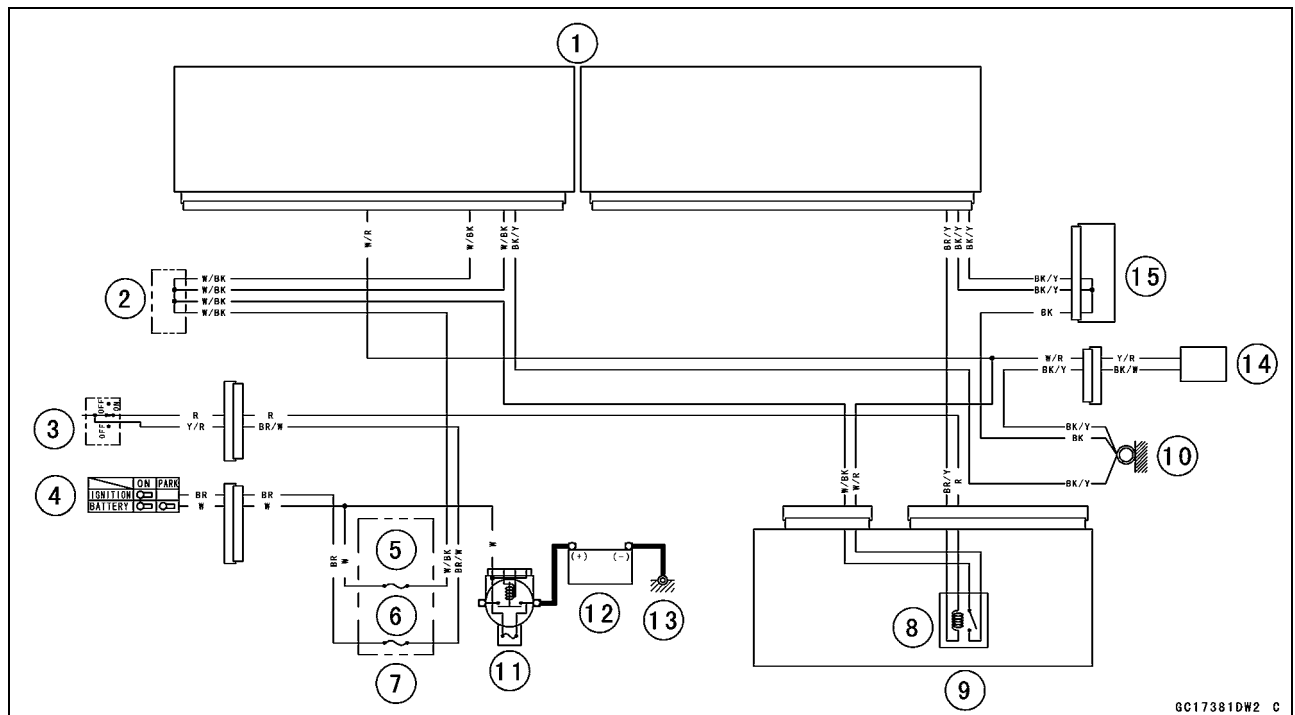 1
W/R
W/BK
W/BK
BK/Y
BR/Y
BK/Y
BK/Y
2
W/BK
W/BK
W/BK
W/BK
BK/Y
BK/Y
BK
15
W/R
BK/Y
Y/R
BK/W
14
3
OFF
ON
OFF
R
Y/R
R
BR/W
BK/Y
BK
BK/Y
10
4
ON PARK
IGNITION
BATTERY
BR
W
BR
W
W/BK
W/R
BR/Y
R
5
BR
W
W/BK
BR/W
W
(+) (-)
6
12
13
8
7
11
9
GC17381DW2 C